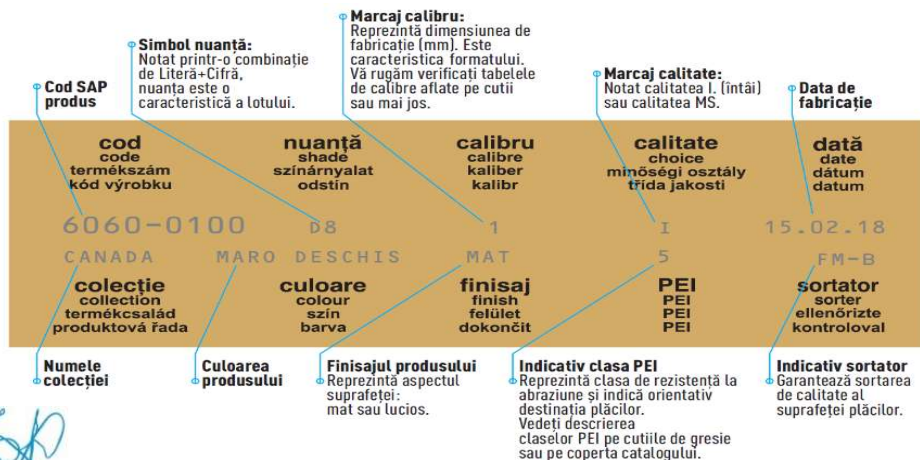 Marcaj calibru:
Reprezintă dimensiunea de
fabricație (mm). Este
caracteristica formatului.
Vă rugăm verificați tabelele
de calibre aflate pe cutii
sau mai jos.
Simbol nuanță:
Notat printr-o combinație
de Literă+Cifră,
nuanța este o
caracteristică a lotului.
Cod SAP
produs
Marcaj calitate:
Notat calitatea I. (întâi)
sau calitatea MS.
Data de
fabricație
cod nuanță calibru calitate dată
code shade calibre choice date
termékszám színárnyalat kaliber minőségi osztály dátum
kód výrobku odstín kalibr třída jakosti datum
6060-0100 D8 1 I 15.02.18
CANADA MARO DESCHIS MAT 5 FM-B
colecție culoare finisaj PEI sortator
collection colour finish PEI sorter
termékcsalád szín felület PEI ellenőrizte
produktová řada barva dokončit PEI kontroloval
Numele
colecției
Culoarea
produsului
Finisajul produsului
Reprezintă aspectul
suprafeței:
mat sau lucios.
Indicativ clasa PEI
Reprezintă clasa de rezistență la
abraziune și indică orientativ
destinația plăcilor.
Vedeți descrierea
claselor PEI pe cutiile de gresie
sau pe coperta catalogului.
Indicativ sortator
Garantează sortarea
de calitate al
suprafeței plăcilor.